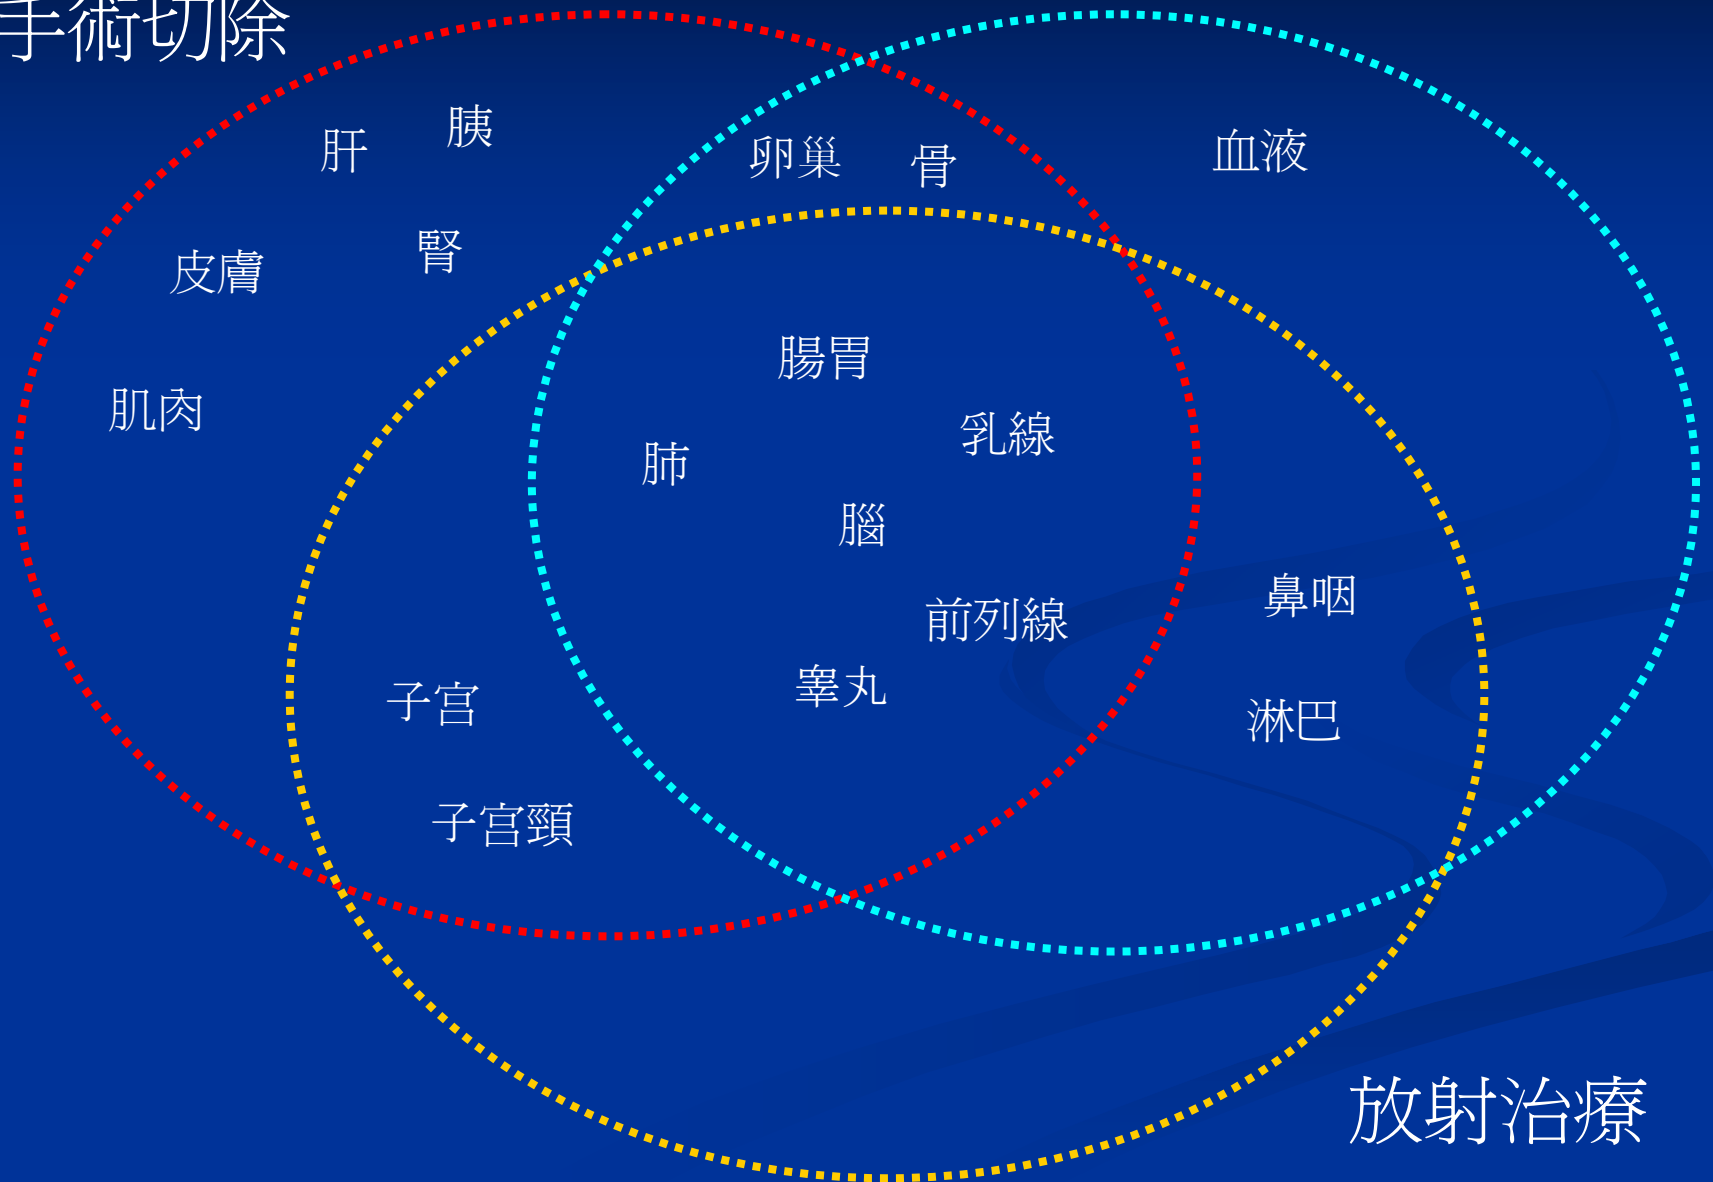 手術切除
肝
胰
卵巢
骨
血液
皮膚
腎
肌肉
腸胃
乳線
肺
腦
前列線
鼻咽
睾丸
子宮
淋巴
子宮頸
放射治療